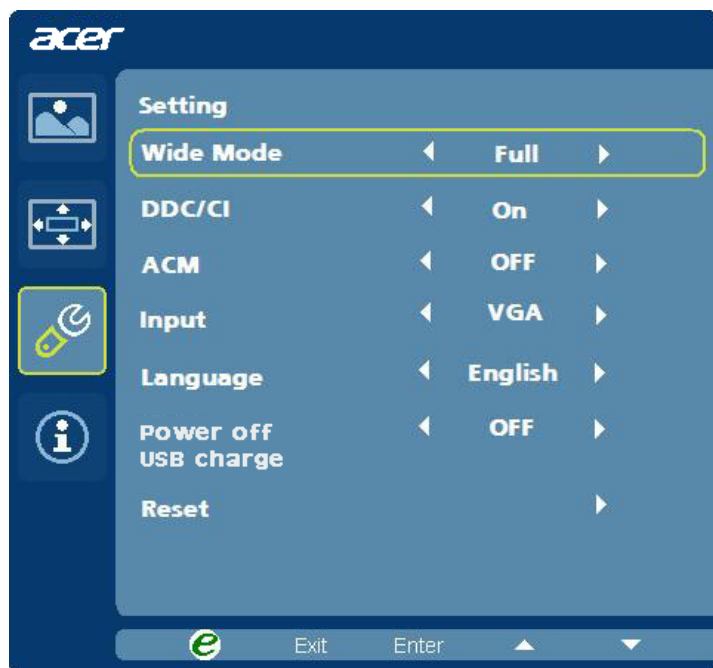 acer
Setting
Wide Mode Full
DDC/CI On
ACM OFF
Input VGA
Language English
Power off OFF
USB charge
Reset
e Exit Enter